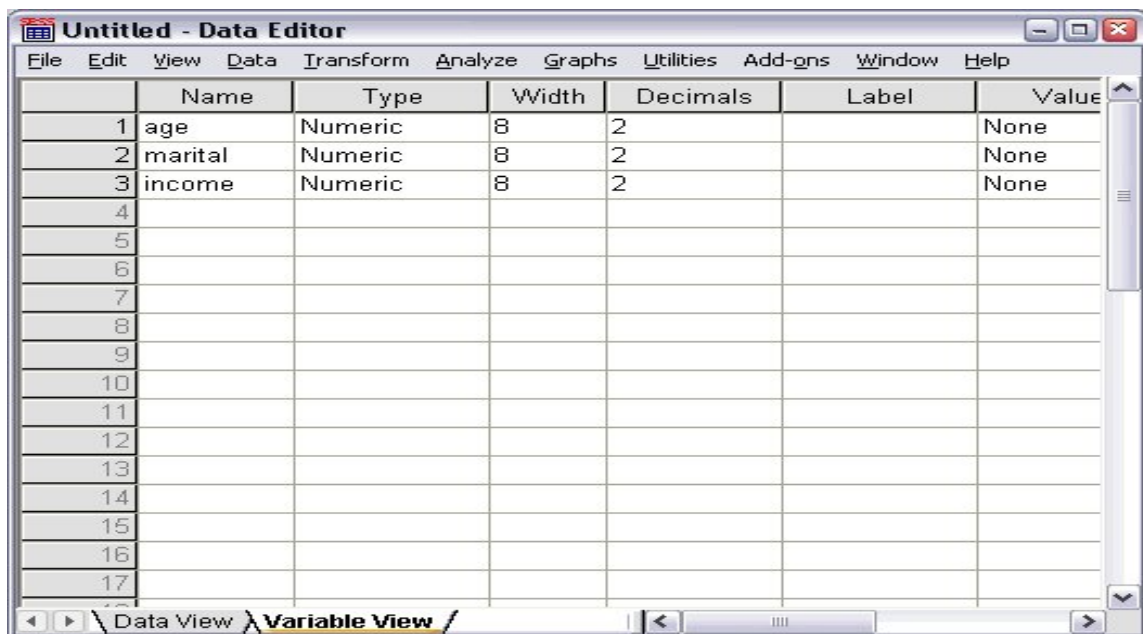 Untitled - Data Editor
File Edit View Data Transform Analyze Graphs Utilities Add-ons Window Help
Name Type Width Decimals Label Value
1 age Numeric 8 2 None
2 marital Numeric 8 2 None
3 income Numeric 8 2 None
4
5
6
7
8
9
10
11
12
13
14
15
16
17
Data View Variable View